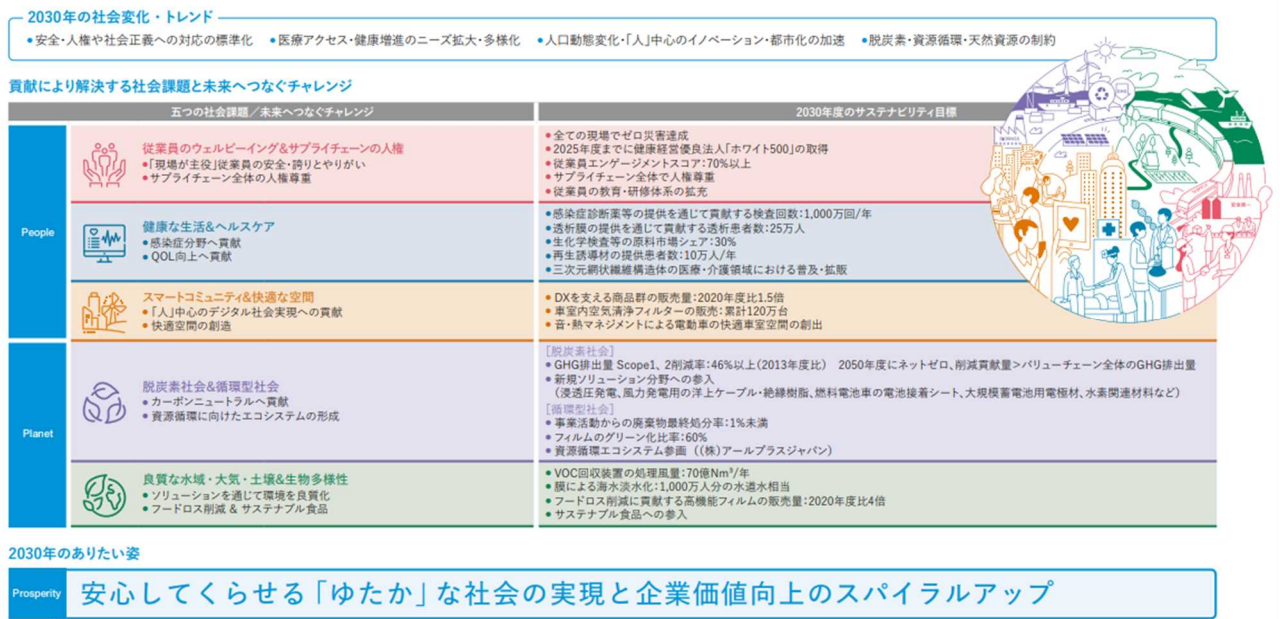 2030年の社会変化・トレンド
●安全・人権や社会正義への対応の標準化 ●医療アクセス・健康増進のニーズ拡大・多様化 ●人口動態変化・「人」中心のイノベーション・都市化の加速 ●脱炭素・資源循環・天然資源の制約
貢献により解決する社会課題と未来へつなぐチャレンジ
五つの社会課題/未来へつなぐチャレンジ
2030年度のサステナビリティ目標
People
従業員のウェルビーイング&サプライチェーンの人権
●「現場が主役」従業員の安全・誇りとやりがい
●サプライチェーン全体の人権尊重
●全ての現場でゼロ災害達成
●2025年度までに健康経営優良法人「ホワイト500」の取得
●従業員エンゲージメントスコア:70%以上
●サプライチェーン全体で人権尊重
●従業員の教育・研修体系の拡充
健康な生活&ヘルスケア
●感染症分野へ貢献
●QOL向上へ貢献
●感染症診断薬等の提供を通じて貢献する検査回数:1,000万回/年
●透析膜の提供を通じて貢献する透析患者数:25万人
●生化学検査等の原料市場シェア:30%
●再生誘導材の提供患者数:10万人/年
●三次元網状繊維構造体の医療・介護領域における普及・拡販
スマートコミュニティ&快適な空間
●「人」中心のデジタル社会実現への貢献
●快適空間の創造
●DXを支える商品群の販売量:2020年度比1.5倍
●車室内空気清浄フィルターの販売:累計120万台
●音・熱マネジメントによる電動車の快適車室空間の創出
Planet
脱炭素社会&循環型社会
●カーボンニュートラルへ貢献
●資源循環に向けたエコシステムの形成
[脱炭素社会]
●GHG排出量 Scope1、2削減率:46%以上(2013年度比) 2050年度にネットゼロ、削減貢献量>バリューチェーン全体のGHG排出量
●新規ソリューション分野への参入
(浸透圧発電、風力発電用の洋上ケーブル・絶縁樹脂、燃料電池車の電池接着シート、大規模蓄電池用電極材、水素関連材料など)
[循環型社会]
●事業活動からの廃棄物最終処分率:1%未満
●フィルムのグリーン化比率:60%
●資源循環エコシステム参画 ((株)アールプラスジャパン)
良質な水域・大気・土壌&生物多様性
●ソリューションを通じて環境を良質化
●フードロス削減 & サステナブル食品
●VOC回収装置の処理風量:70億Nm³/年
●膜による海水淡水化:1,000万人分の水道水相当
●フードロス削減に貢献する高機能フィルムの販売量:2020年度比4倍
●サステナブル食品への参入
2030年のありたい姿
Prosperity
安心してくらせる「ゆたか」な社会の実現と企業価値向上のスパイラルアップ